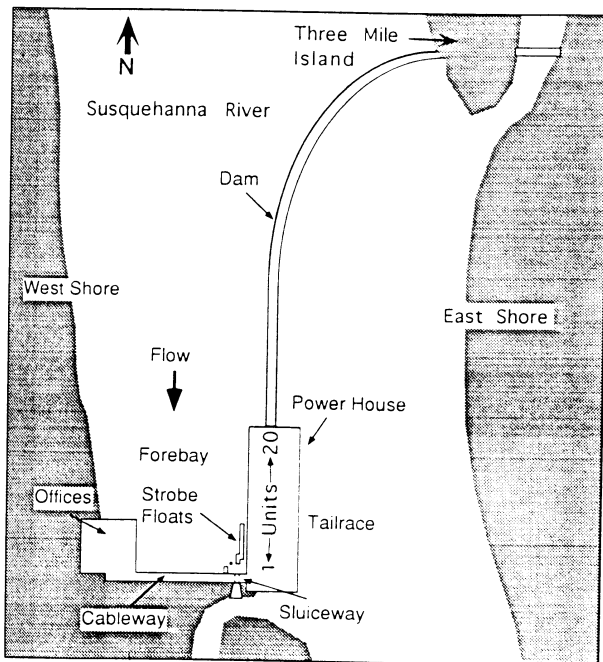 Three Mile
Island
N
Susquehanna River
Dam
West Shore
East Shore
Flow
Power House
Forebay
Offices
Strobe
Floats
1 Units 20
Tailrace
Cableway
Sluiceway